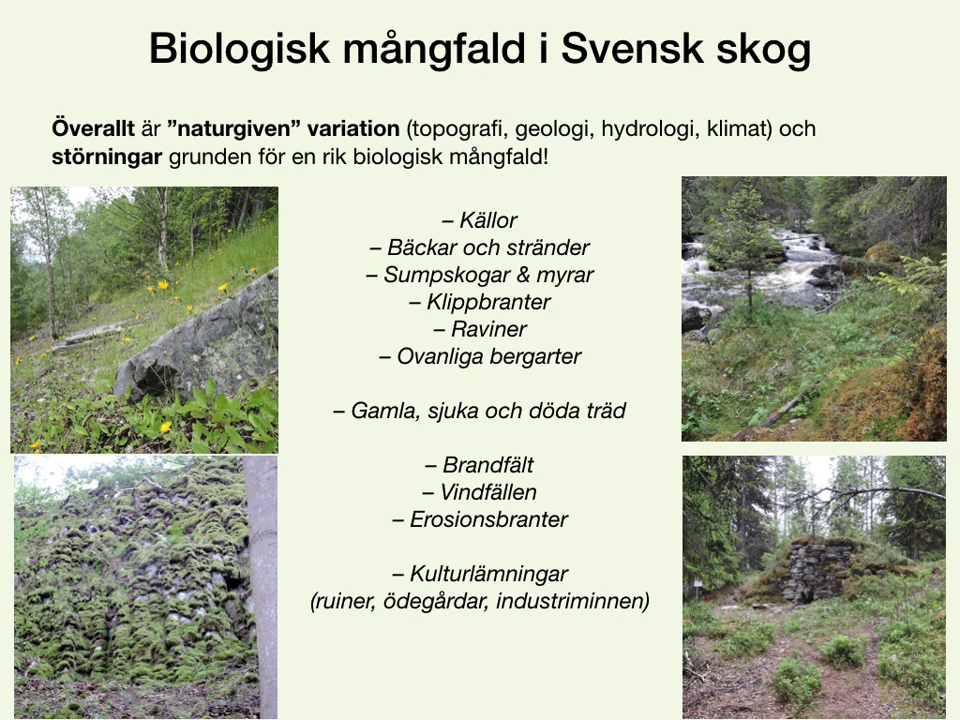 Biologisk mångfald i Svensk skog
Överallt är ”naturgiven” variation (topografi, geologi, hydrologi, klimat) och
störningar grunden för en rik biologisk mångfald!
– Källor
– Bäckar och stränder
– Sumpskogar & myrar
– Klippbranter
– Raviner
– Ovanliga bergarter
– Gamla, sjuka och döda träd
– Brandfält
– Vindfällen
– Erosionsbranter
– Kulturlämningar
(ruiner, ödegårdar, industriminnen)